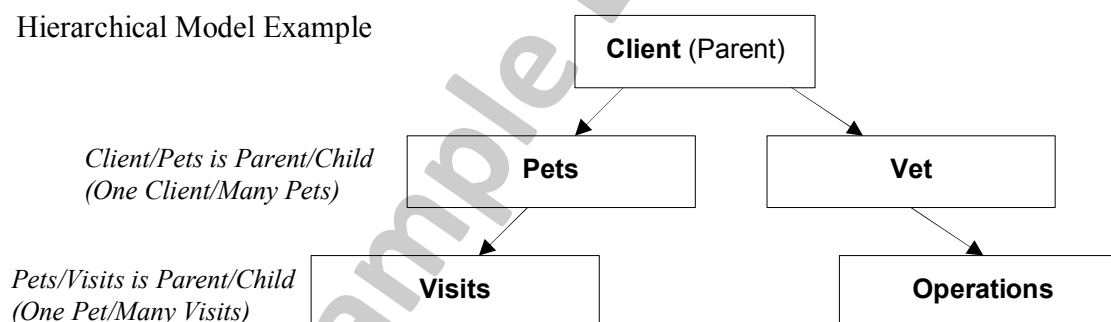 Hierarchical Model Example
Client (Parent)
Client/Pets is Parent/Child
(One Client/Many Pets)
Pets
Vet
Pets/Visits is Parent/Child
(One Pet/Many Visits)
Visits
Operations